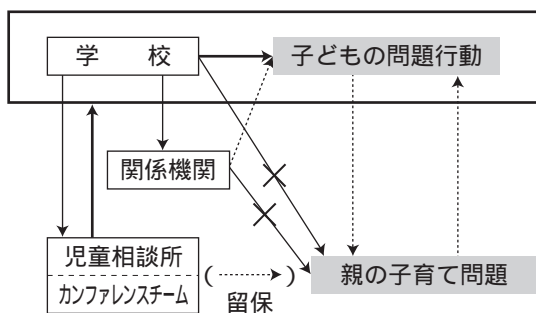 学校
子どもの問題行動
関係機関
児童相談所
カンファレンスチーム
( )
留保
親の子育て問題